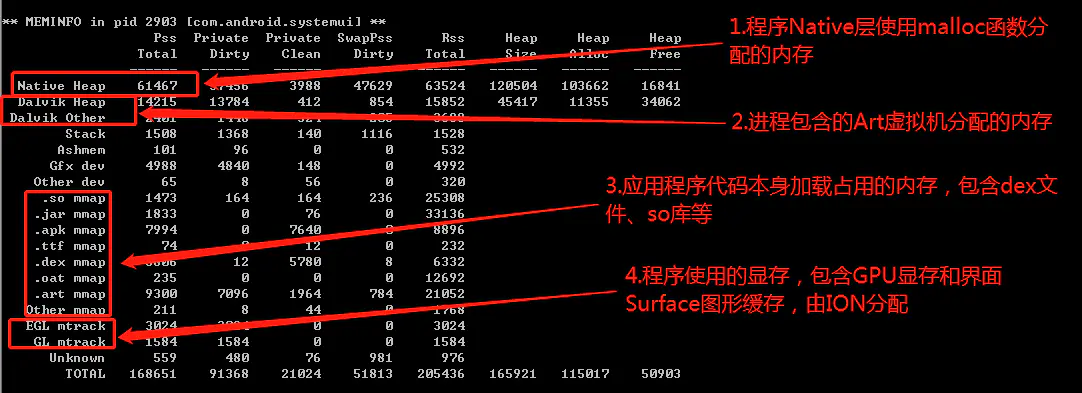 ** MEMINFO in pid 2903 [com.android.systemui] **
Pss Private Private SwapPss Rss Heap Heap Heap
Total Dirty Clean Dirty Total Size Alloc Free
------ ------ ------ ------ ------ ------ ------ ------
Native Heap 61467 3988 47629 63524 120504 103662 16841
Dalvik Heap 14215 13784 412 854 15852 45417 11355 34062
Dalvik Other
Stack 1508 1368 140 1116 1528
Ashmem 101 96 0 0 532
Gfx dev 4988 4840 148 0 4992
Other dev 65 8 56 0 320
.so mmap 1473 164 164 236 25308
.jar mmap 1833 0 76 0 33136
.apk mmap 7994 0 7640 8896
.ttf mmap 74 12 0 232
.dex mmap 12 5780 8 6332
.oat mmap 235 0 0 0 12692
.art mmap 9300 7096 1964 784 21052
Other mmap 211 8 44 0 1768
EGL mtrack 3024 0 0 3024
GL mtrack 1584 1584 0 0 1584
Unknown 559 480 76 981 976
TOTAL 168651 91368 21024 51813 205436 165921 115017 50903
1.程序Native层使用malloc函数分
配的内存
2.进程包含的Art虚拟机分配的内存
3.应用程序代码本身加载占用的内存，包含dex文
件、so库等
4.程序使用的显存，包含GPU显存和界面
Surface图形缓存，由ION分配